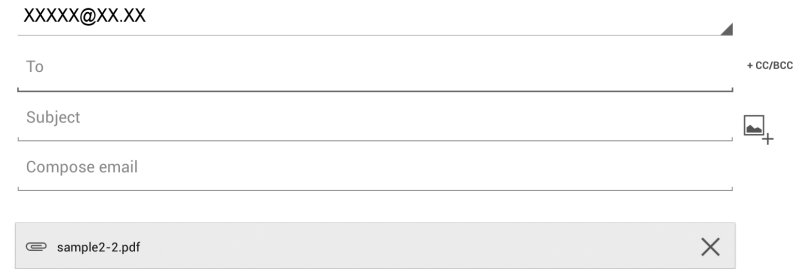 XXXXX@XX.XX
To
+ CC/BCC
Subject
Compose email
sample2-2.pdf